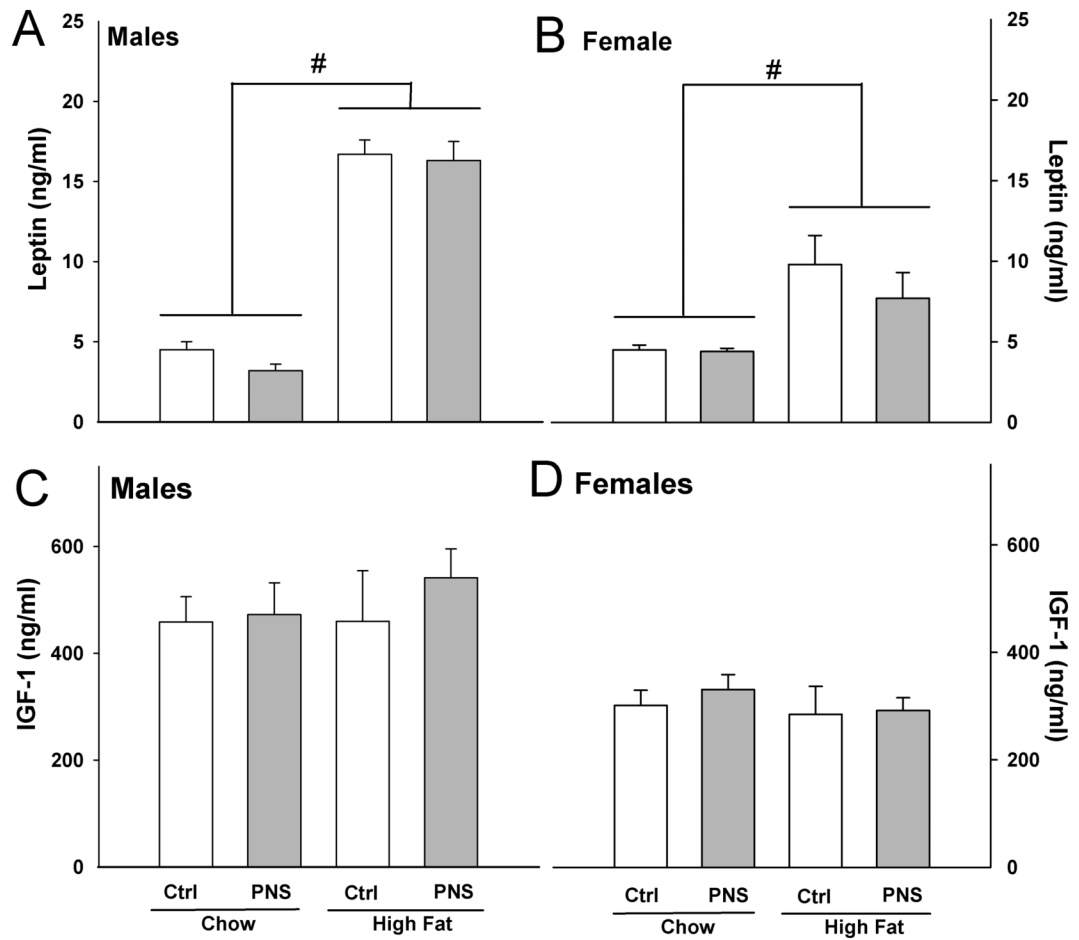 A
Males
#
Leptin (ng/ml)
25
20
15
10
5
0
B
Female
#
25
20
15
10
5
0
Leptin (ng/ml)
C
Males
IGF-1 (ng/ml)
600
400
200
0
Ctrl PNS Ctrl PNS
Chow High Fat
D
Females
600
400
200
0
IGF-1 (ng/ml)
Ctrl PNS Ctrl PNS
Chow High Fat